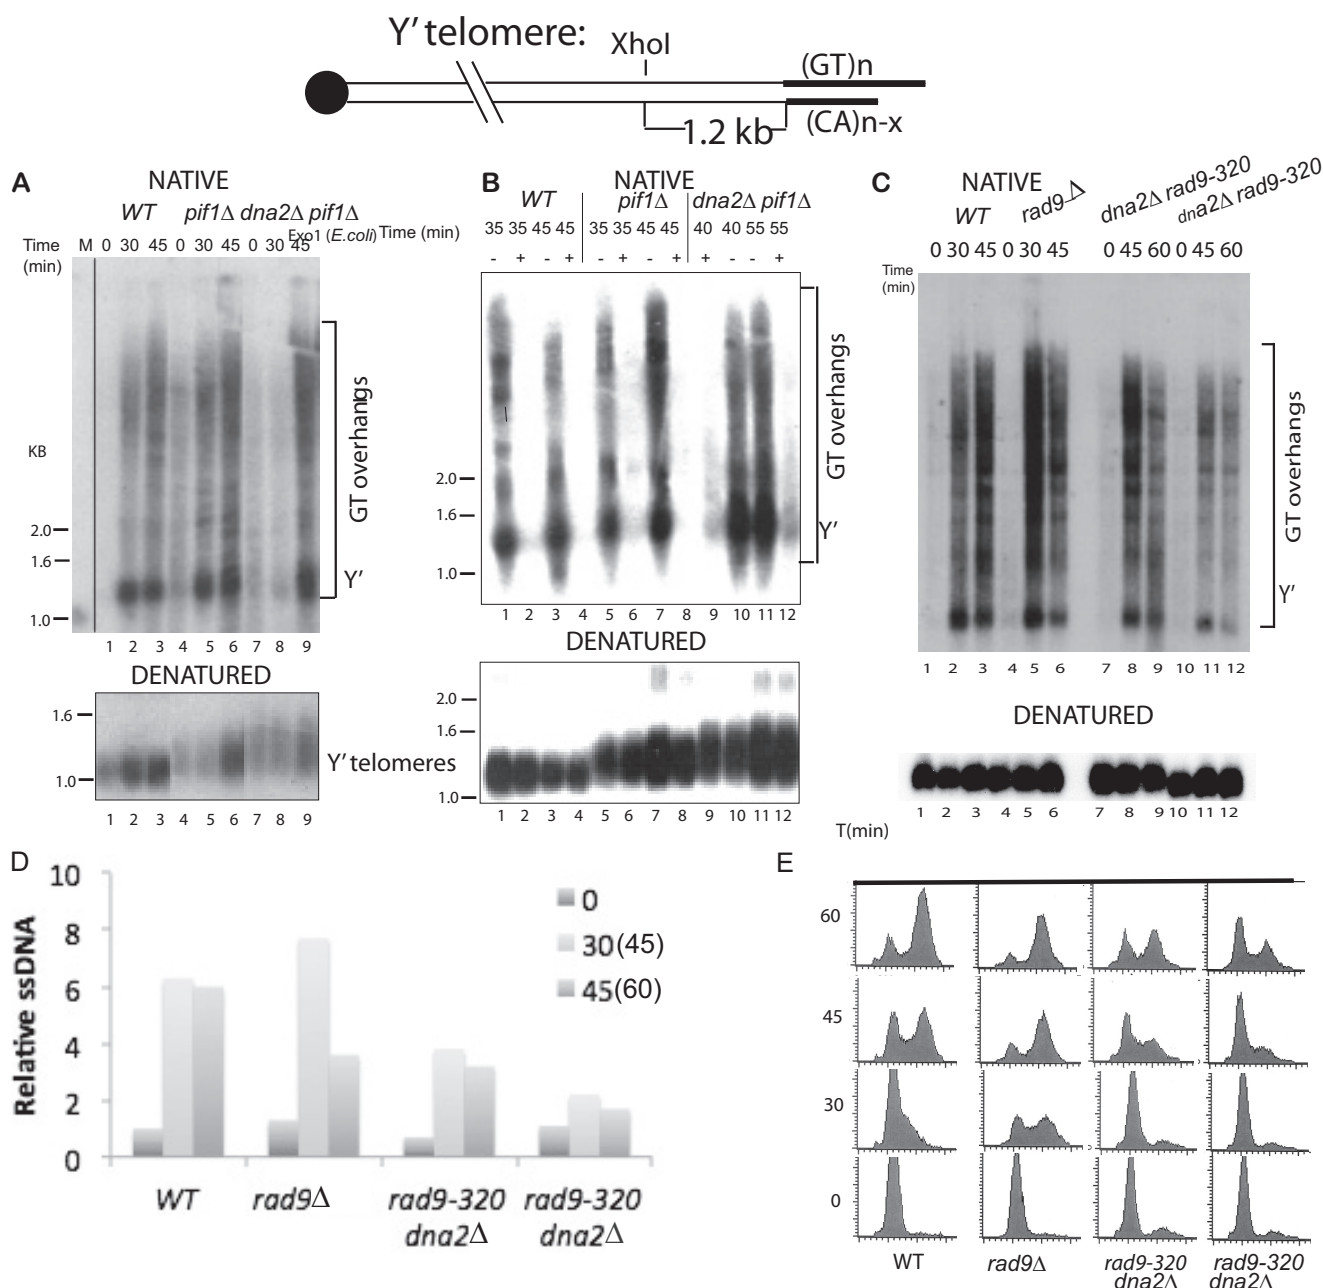 Y' telomere:
XhoI
(GT)n
1.2 kb
(CA)n-x
A
NATIVE
WT pif1Δ dna2Δ pif1Δ
Exo1 (E.coli)
Time (min) M 0 30 45 0 30 45 0 30 45
KB
2.0
1.6
1.0
GT overhangs
Y'
1 2 3 4 5 6 7 8 9
DENATURED
1.6
1.0
Y' telomeres
1 2 3 4 5 6 7 8 9
B
NATIVE
WT pif1Δ dna2Δ pif1Δ
Time (min) 35 35 45 45 35 35 45 45 40 40 55 55
- + - + - + - + + - - +
2.0
1.6
1.0
GT overhangs
Y'
1 2 3 4 5 6 7 8 9 10 11 12
DENATURED
2.0
1.6
1.0
1 2 3 4 5 6 7 8 9 10 11 12
C
NATIVE
WT rad9Δ dna2Δ rad9-320 dna2Δ rad9-320
Time (min) 0 30 45 0 30 45 0 45 60 0 45 60
GT overhangs
Y'
1 2 3 4 5 6 7 8 9 10 11 12
DENATURED
1 2 3 4 5 6 7 8 9 10 11 12
D
Relative ssDNA
10
8
6
4
2
0
0
30(45)
45(60)
WT rad9Δ rad9-320 dna2Δ rad9-320 dna2Δ
E
T(min)
60
45
30
0
WT rad9Δ rad9-320 dna2Δ rad9-320 dna2Δ